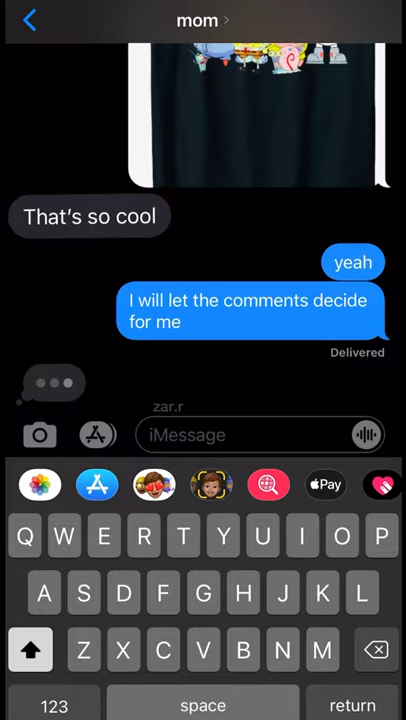 mom
That's so cool
yeah
I will let the comments decide
for me
Delivered
zar.r
iMessage
Pay
Q W E R T Y U I O P
A S D F G H J K L
Z X C V B N M
123 space return